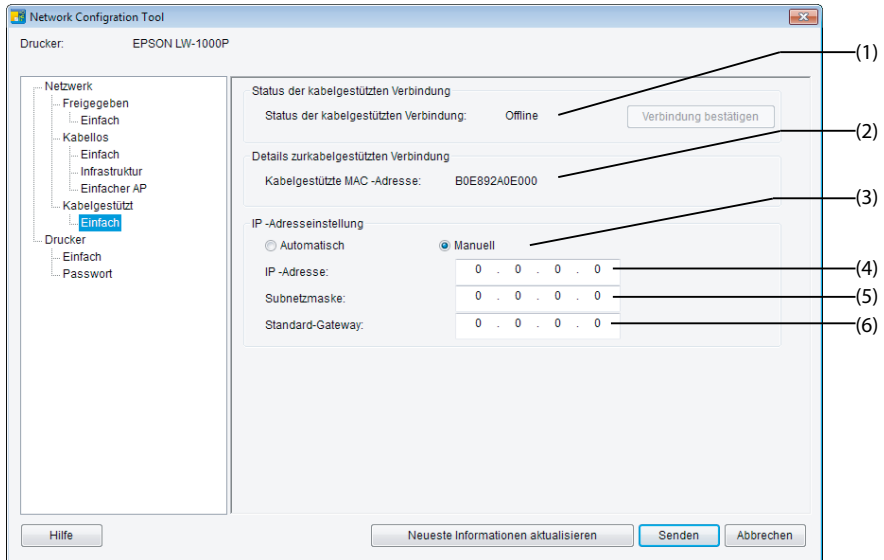 Network Configration Tool
Drucker: EPSON LW-1000P
(1)
Netzwerk
Freigegeben
Einfach
Kabellos
Einfach
Infrastruktur
Einfacher AP
Kabelgestützt
Einfach
Drucker
Einfach
Passwort
Status der kabelgestützten Verbindung
Status der kabelgestützten Verbindung: Offline Verbindung bestätigen
(2)
Details zurkabelgestützten Verbindung
Kabelgestützte MAC -Adresse: B0E892A0E000
(3)
IP -Adresseinstellung
Automatisch Manuell
IP -Adresse: 0 . 0 . 0 . 0 (4)
Subnetzmaske: 0 . 0 . 0 . 0 (5)
Standard-Gateway: 0 . 0 . 0 . 0 (6)
Hilfe Neueste Informationen aktualisieren Senden Abbrechen